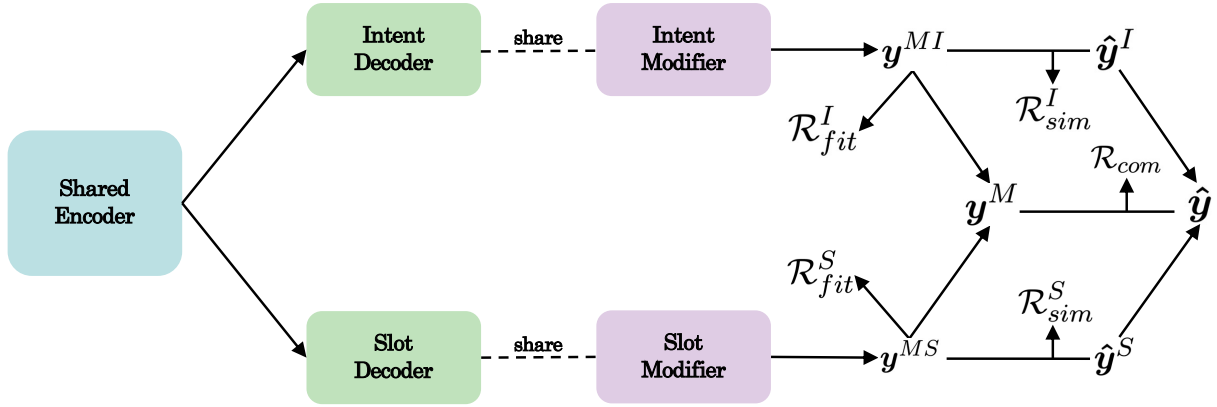 Intent
Decoder
share
Intent
Modifier
y^{MI}
ŷ^I
R^I_{sim}
R^I_{fit}
R_{com}
Shared
Encoder
y^M
ŷ
R^S_{fit}
R^S_{sim}
Slot
Decoder
share
Slot
Modifier
y^{MS}
ŷ^S